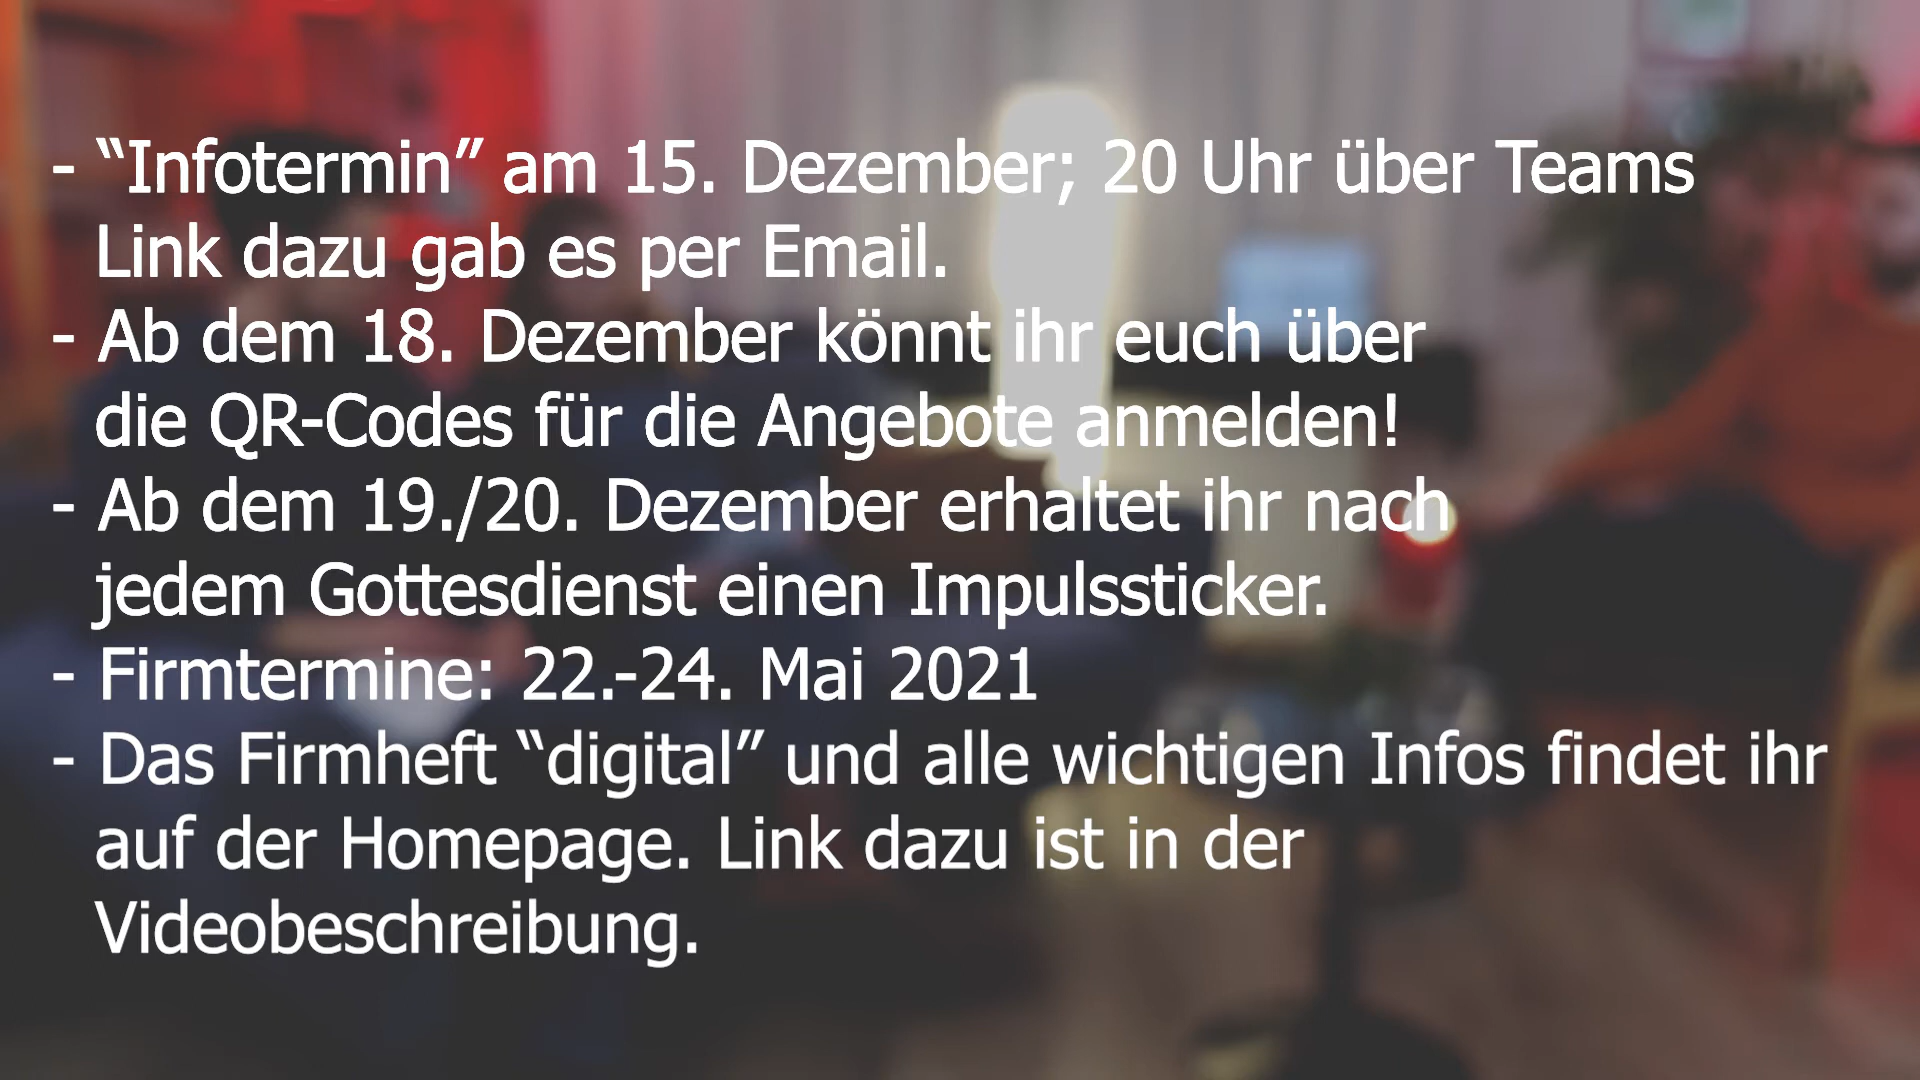 - “Infotermin” am 15. Dezember; 20 Uhr über Teams
Link dazu gab es per Email.
- Ab dem 18. Dezember könnt ihr euch über
die QR-Codes für die Angebote anmelden!
- Ab dem 19./20. Dezember erhaltet ihr nach
jedem Gottesdienst einen Impulssticker.
- Firmtermine: 22.-24. Mai 2021
- Das Firmheft “digital” und alle wichtigen Infos findet ihr
auf der Homepage. Link dazu ist in der
Videobeschreibung.